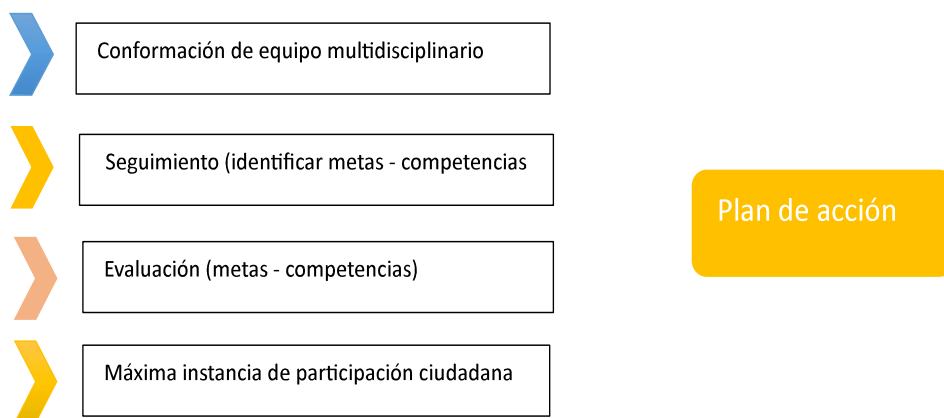 Conformación de equipo multidisciplinario
Seguimiento (identificar metas - competencias
Evaluación (metas - competencias)
Máxima instancia de participación ciudadana
Plan de acción